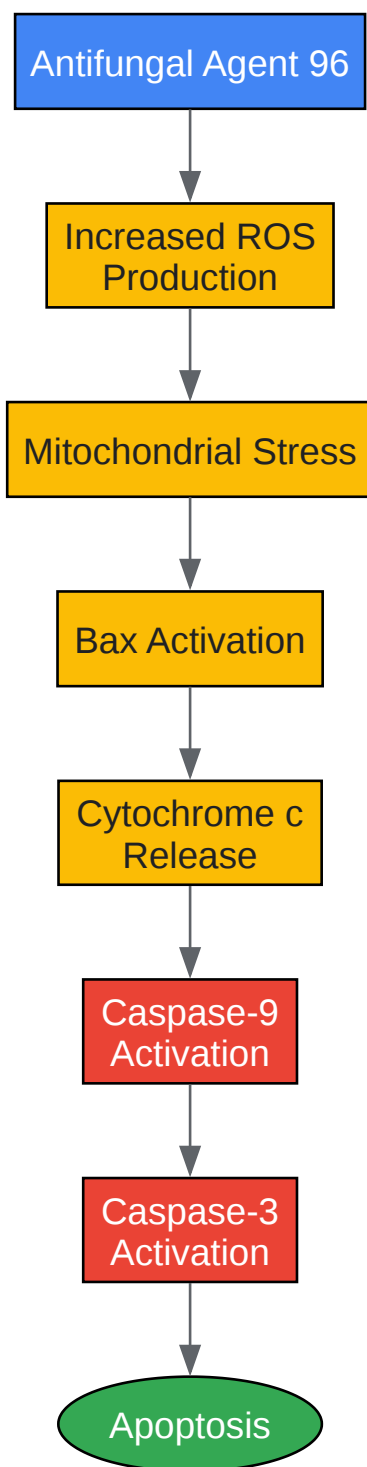 Antifungal Agent 96
Increased ROS
Production
Mitochondrial Stress
Bax Activation
Cytochrome c
Release
Caspase-9
Activation
Caspase-3
Activation
Apoptosis